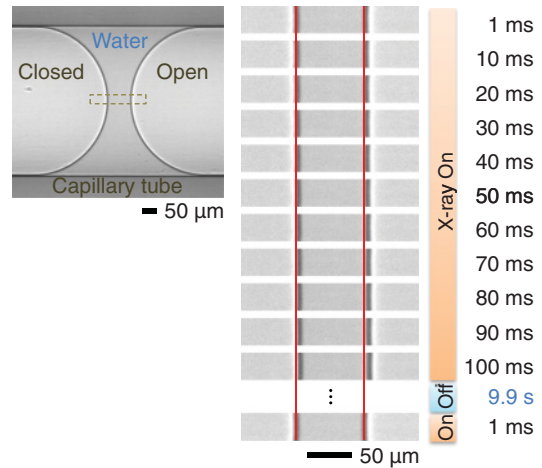 Water
Closed
Open
Capillary tube
50 μm
1 ms
10 ms
20 ms
30 ms
40 ms
50 ms
60 ms
70 ms
80 ms
90 ms
100 ms
X-ray On
⋮
Off
9.9 s
On
1 ms
50 μm